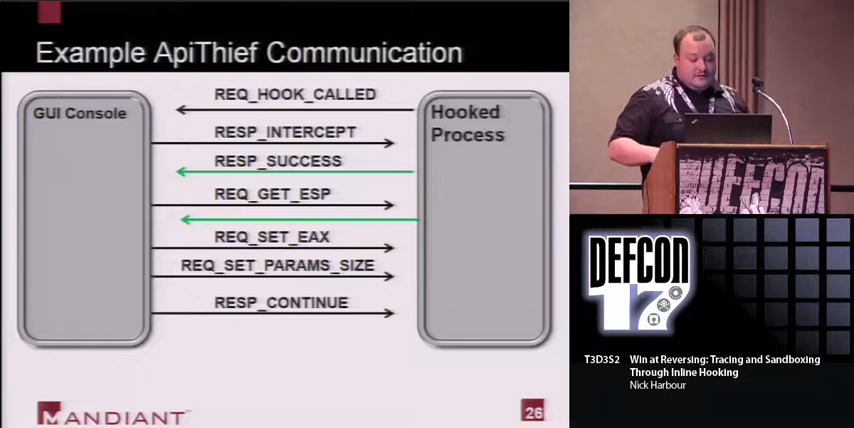 Example ApiThief Communication
GUI Console
Hooked
Process
REQ_HOOK_CALLED
RESP_INTERCEPT
RESP_SUCCESS
REQ_GET_ESP
REQ_SET_EAX
REQ_SET_PARAMS_SIZE
RESP_CONTINUE
MANDIANT
26
DEFCON
DEFCON
17
T3D3S2 Win at Reversing: Tracing and Sandboxing
Through Inline Hooking
Nick Harbour